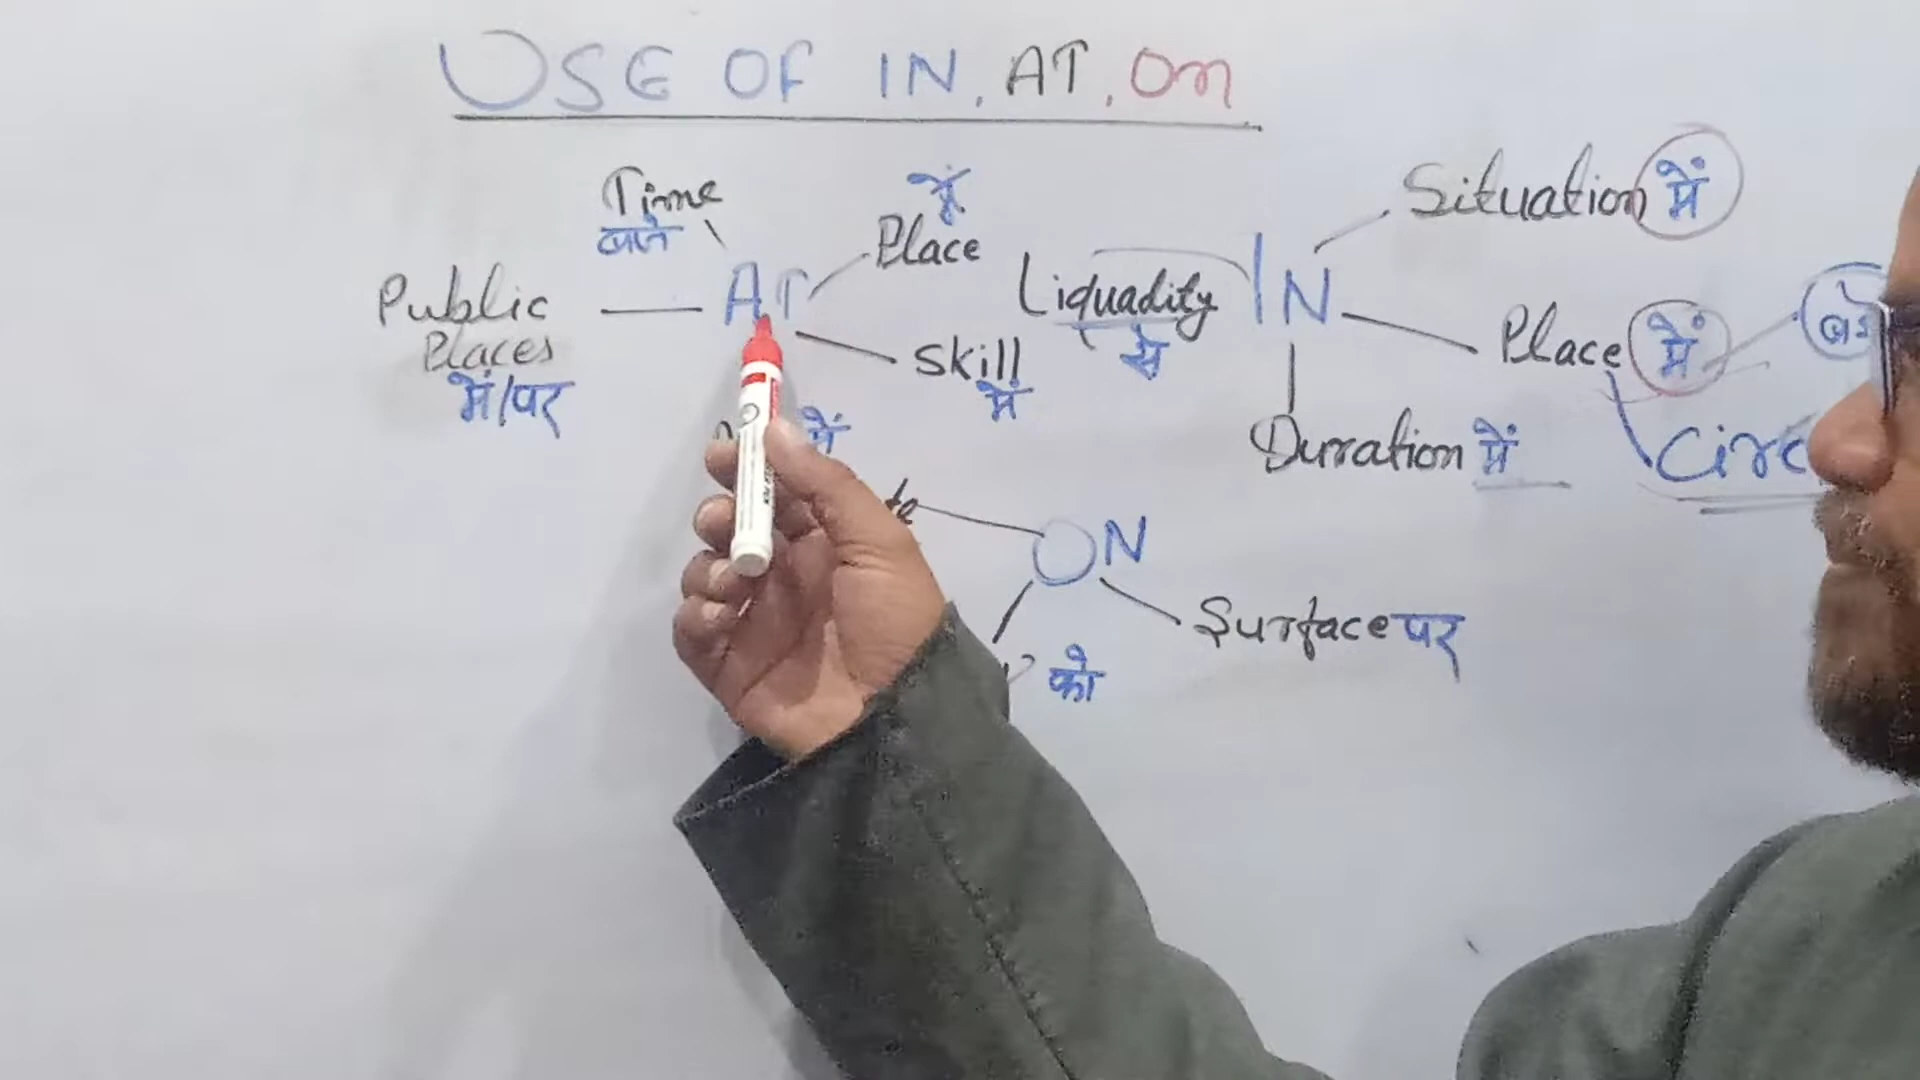 USE OF IN, AT, On
Time
बजे
Place
में
Public
Places
में/पर
AT
Skill
में
में
Liquadity
से
IN
Situation में
Place में
Duration में
ON
Surface पर
को